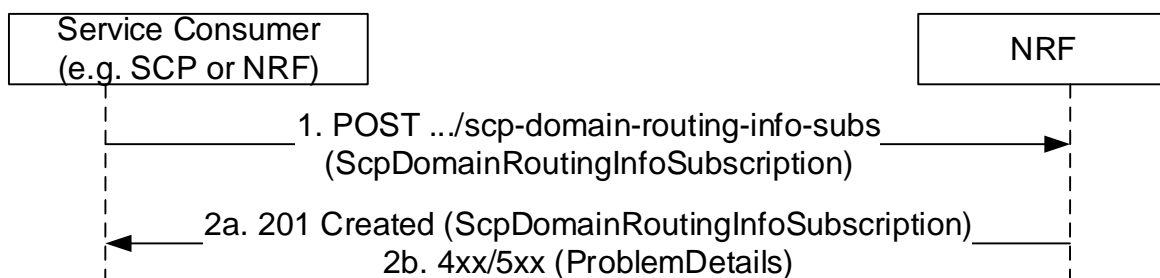 Service Consumer
(e.g. SCP or NRF)
NRF
1. POST .../scp-domain-routing-info-subs
(ScpDomainRoutingInfoSubscription)
2a. 201 Created (ScpDomainRoutingInfoSubscription)
2b. 4xx/5xx (ProblemDetails)